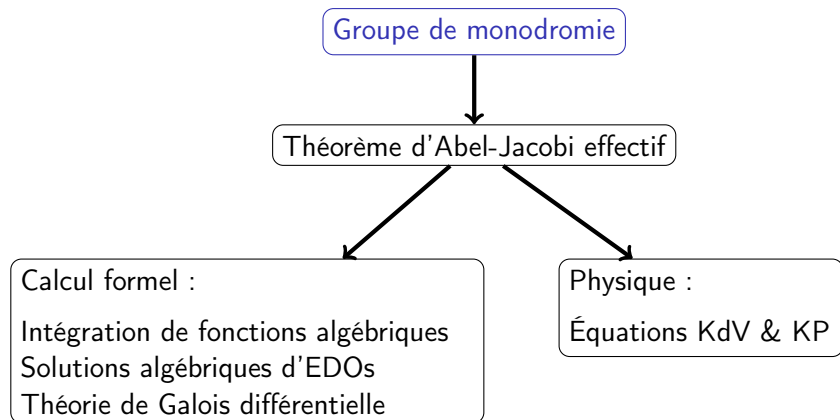 Groupe de monodromie
Théorème d'Abel-Jacobi effectif
Calcul formel :
Intégration de fonctions algébriques
Solutions algébriques d'EDOs
Théorie de Galois différentielle
Physique :
Équations KdV & KP